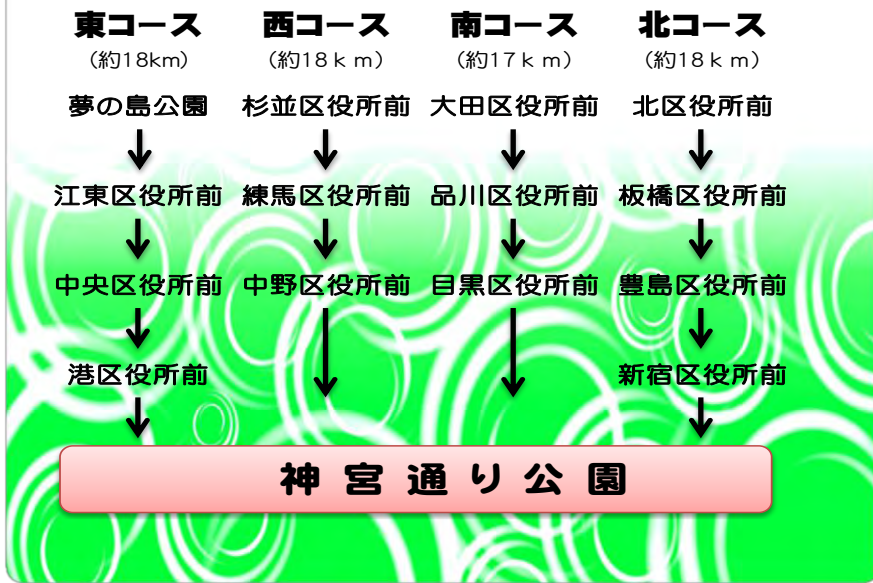 東コース
(約18km)
夢の島公園
江東区役所前
中央区役所前
港区役所前
西コース
(約18ｋｍ)
杉並区役所前
練馬区役所前
中野区役所前
南コース
(約17ｋｍ)
大田区役所前
品川区役所前
目黒区役所前
北コース
(約18ｋｍ)
北区役所前
板橋区役所前
豊島区役所前
新宿区役所前
神宮通り公園